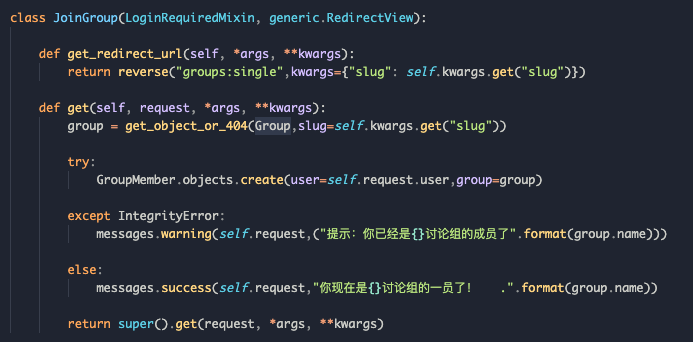 class JoinGroup(LoginRequiredMixin, generic.RedirectView):
def get_redirect_url(self, *args, **kwargs):
return reverse("groups:single",kwargs={"slug": self.kwargs.get("slug")})
def get(self, request, *args, **kwargs):
group = get_object_or_404(Group,slug=self.kwargs.get("slug"))
try:
GroupMember.objects.create(user=self.request.user,group=group)
except IntegrityError:
messages.warning(self.request,("提示：你已经是{}讨论组的成员了".format(group.name)))
else:
messages.success(self.request,"你现在是{}讨论组的一员了！ .".format(group.name))
return super().get(request, *args, **kwargs)